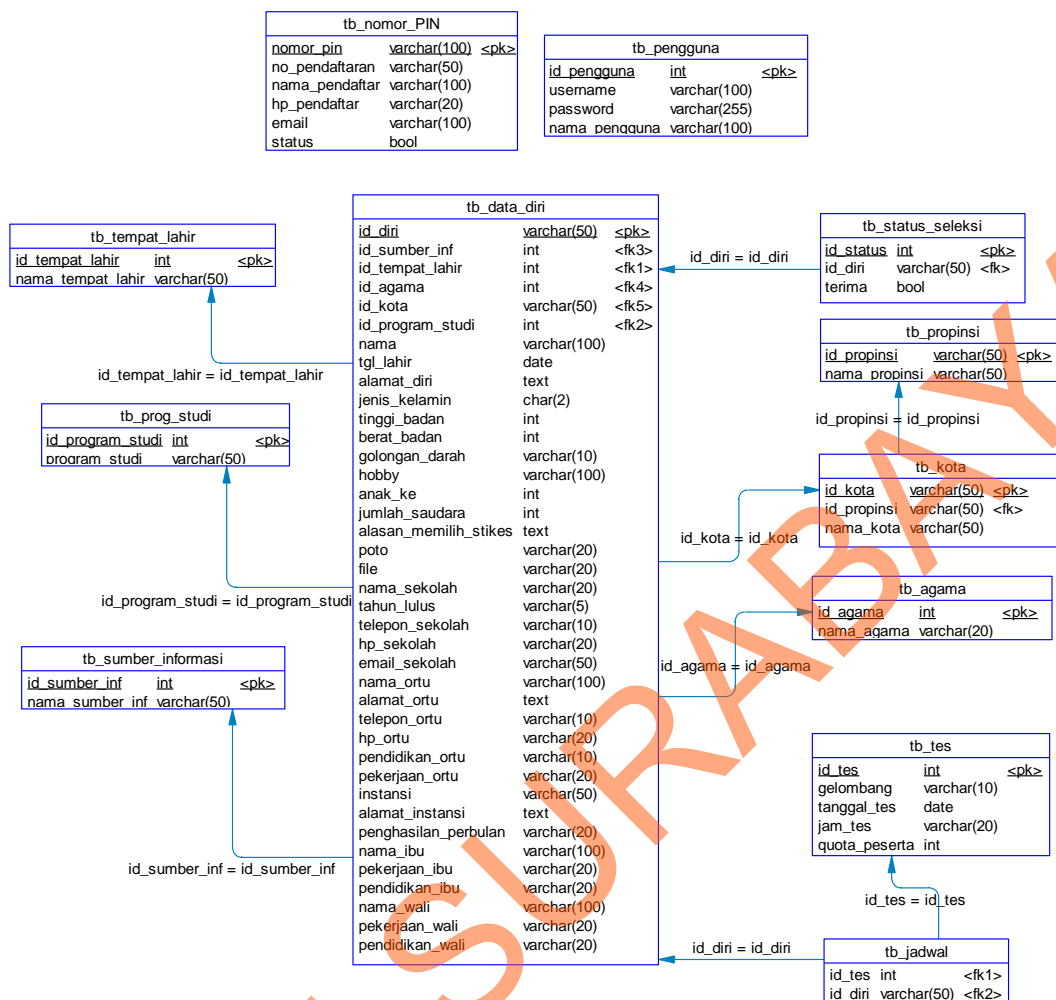 tb_nomor_PIN
nomor_pin varchar(100) <pk>
no_pendaftaran varchar(50)
nama_pendaftar varchar(100)
hp_pendaftar varchar(20)
email varchar(100)
status bool
tb_pengguna
id_pengguna int <pk>
username varchar(100)
password varchar(255)
nama_pengguna varchar(100)
tb_tempat_lahir
id_tempat_lahir int <pk>
nama_tempat_lahir varchar(50)
id_tempat_lahir = id_tempat_lahir
tb_prog_studi
id_program_studi int <pk>
program_studi varchar(50)
id_program_studi = id_program_studi
tb_sumber_informasi
id_sumber_inf int <pk>
nama_sumber_inf varchar(50)
id_sumber_inf = id_sumber_inf
tb_data_diri
id_diri varchar(50) <pk>
id_sumber_inf int <fk3>
id_tempat_lahir int <fk1>
id_agama int <fk4>
id_kota varchar(50) <fk5>
id_program_studi int <fk2>
nama varchar(100)
tgl_lahir date
alamat_diri text
jenis_kelamin char(2)
tinggi_badan int
berat_badan int
golongan_darah varchar(10)
hobby varchar(100)
anak_ke int
jumlah_saudara int
alasan_memilih_stikes text
poto varchar(20)
file varchar(20)
nama_sekolah varchar(20)
tahun_lulus varchar(5)
telepon_sekolah varchar(10)
hp_sekolah varchar(20)
email_sekolah varchar(50)
nama_ortu varchar(100)
alamat_ortu text
telepon_ortu varchar(10)
hp_ortu varchar(20)
pendidikan_ortu varchar(10)
pekerjaan_ortu varchar(20)
instansi varchar(50)
alamat_instansi text
penghasilan_perbulan varchar(20)
nama_ibu varchar(100)
pekerjaan_ibu varchar(20)
pendidikan_ibu varchar(20)
nama_wali varchar(100)
pekerjaan_wali varchar(20)
pendidikan_wali varchar(20)
id_diri = id_diri
tb_status_seleksi
id_status int <pk>
id_diri varchar(50) <fk>
terima bool
tb_propinsi
id_propinsi varchar(50) <pk>
nama_propinsi varchar(50)
id_propinsi = id_propinsi
tb_kota
id_kota varchar(50) <pk>
id_propinsi varchar(50) <fk>
nama_kota varchar(50)
id_kota = id_kota
tb_agama
id_agama int <pk>
nama_agama varchar(20)
id_agama = id_agama
tb_tes
id_tes int <pk>
gelombang varchar(10)
tanggal_tes date
jam_tes varchar(20)
quota_peserta int
id_tes = id_tes
id_diri = id_diri
tb_jadwal
id_tes int <fk1>
id_diri varchar(50) <fk2>
SURABAY